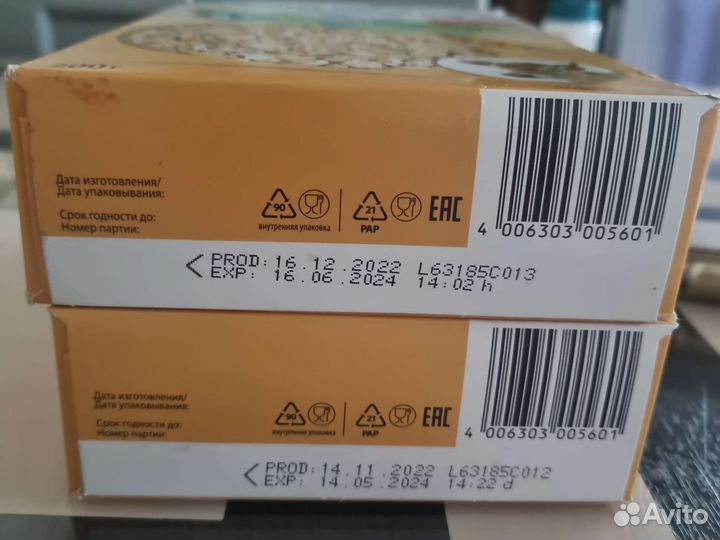 200 г
Дата изготовления/
Дата упаковывания:
Срок годности до:
Номер партии:
90
внутренняя упаковка
21
PAP
EAC
4 006303 005601
PROD: 16.12.2022 L63185C013
EXP: 16.06.2024 14:02 h
Дата изготовления/
Дата упаковывания:
Срок годности до:
Номер партии:
90
внутренняя упаковка
21
PAP
EAC
4 006303 005601
PROD: 14.11.2022 L63185C012
EXP: 14.05.2024 14:22 d
Avito